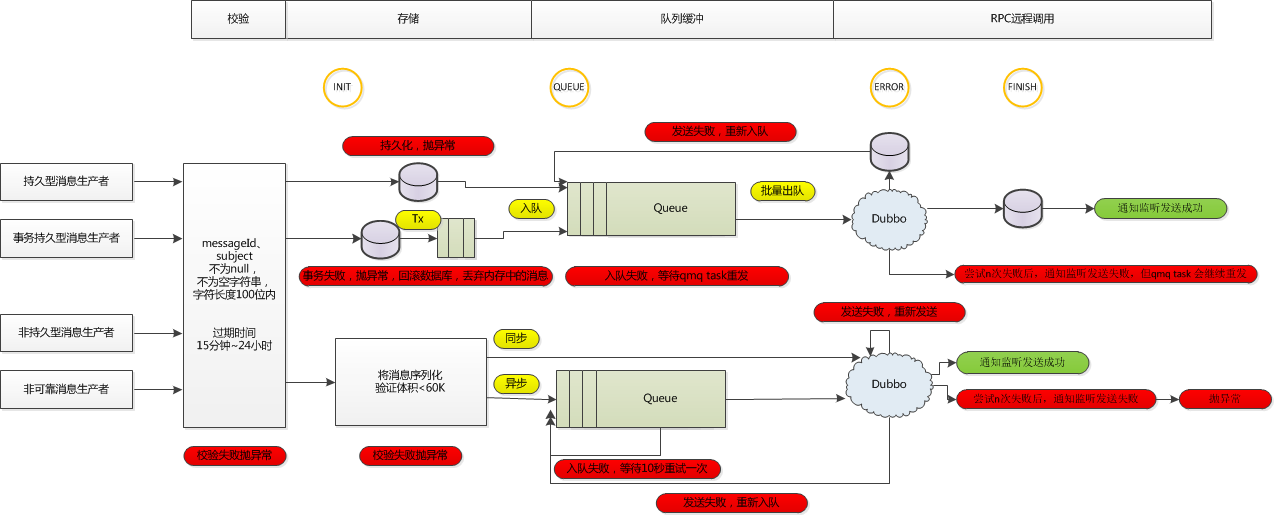 校验
存储
队列缓冲
RPC远程调用
INIT
QUEUE
ERROR
FINISH
发送失败，重新入队
持久化，抛异常
持久型消息生产者
事务持久型消息生产者
非持久型消息生产者
非可靠消息生产者
messageId、
subject
不为null，
不为空字符串，
字符长度100位内
过期时间
15分钟~24小时
校验失败抛异常
Tx
入队
Queue
批量出队
Dubbo
通知监听发送成功
事务失败，抛异常，回滚数据库，丢弃内存中的消息
入队失败，等待qmq task重发
尝试n次失败后，通知监听发送失败，但qmq task 会继续重发
发送失败，重新发送
将消息序列化
验证体积<60K
校验失败抛异常
同步
异步
Queue
Dubbo
通知监听发送成功
尝试n次失败后，通知监听发送失败
抛异常
入队失败，等待10秒重试一次
发送失败，重新入队